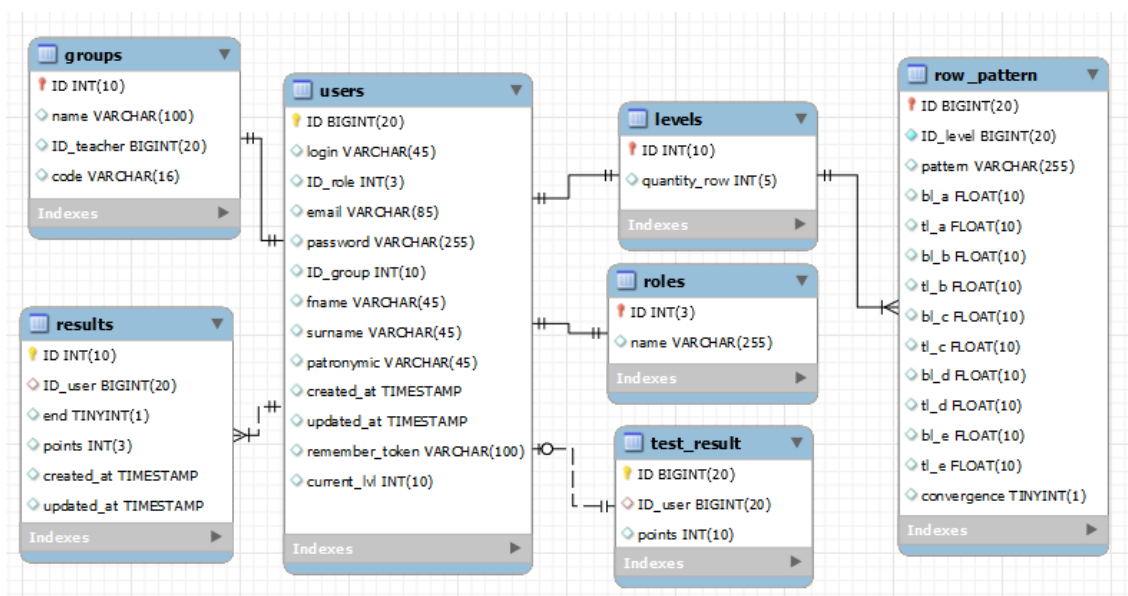 groups
ID INT(10)
name VARCHAR(100)
ID_teacher BIGINT(20)
code VARCHAR(16)
Indexes
users
ID BIGINT(20)
login VARCHAR(45)
ID_role INT(3)
email VARCHAR(85)
password VARCHAR(255)
ID_group INT(10)
fname VARCHAR(45)
surname VARCHAR(45)
patronymic VARCHAR(45)
created_at TIMESTAMP
updated_at TIMESTAMP
remember_token VARCHAR(100)
current_lvl INT(10)
Indexes
levels
ID INT(10)
quantity_row INT(5)
Indexes
row_pattern
ID BIGINT(20)
ID_level BIGINT(20)
pattern VARCHAR(255)
bl_a FLOAT(10)
tl_a FLOAT(10)
bl_b FLOAT(10)
tl_b FLOAT(10)
bl_c FLOAT(10)
tl_c FLOAT(10)
bl_d FLOAT(10)
tl_d FLOAT(10)
bl_e FLOAT(10)
tl_e FLOAT(10)
convergence TINYINT(1)
Indexes
roles
ID INT(3)
name VARCHAR(255)
Indexes
results
ID INT(10)
ID_user BIGINT(20)
end TINYINT(1)
points INT(3)
created_at TIMESTAMP
updated_at TIMESTAMP
Indexes
test_result
ID BIGINT(20)
ID_user BIGINT(20)
points INT(10)
Indexes